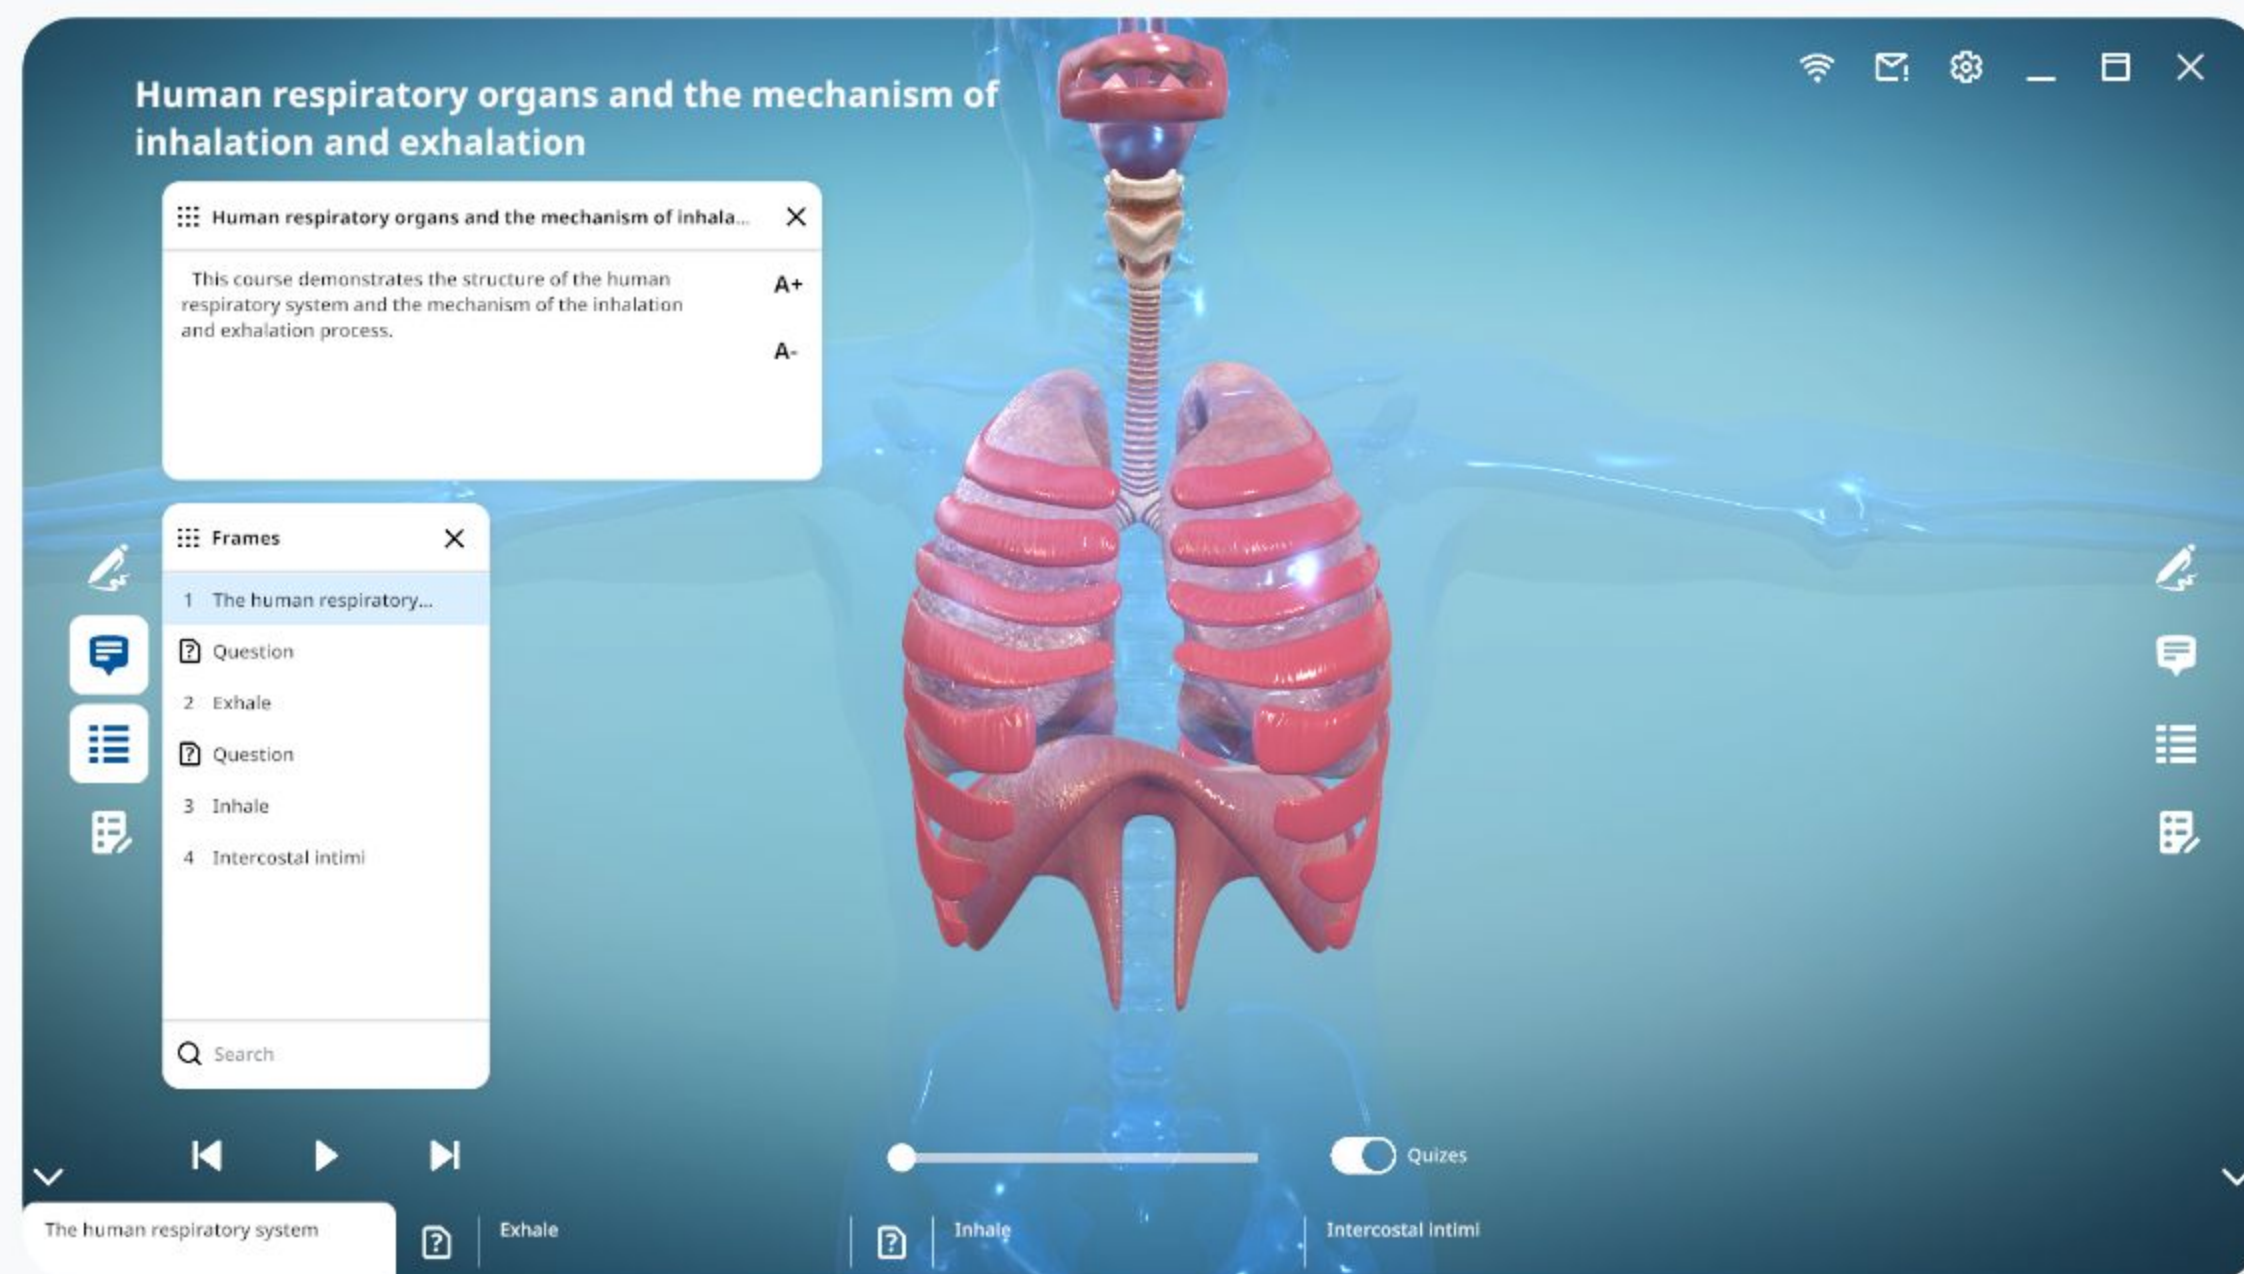 Human respiratory organs and the mechanism of
inhalation and exhalation
Human respiratory organs and the mechanism of inhala...
This course demonstrates the structure of the human
respiratory system and the mechanism of the inhalation
and exhalation process.
A+
A-
Frames
1 The human respiratory...
? Question
2 Exhale
? Question
3 Inhale
4 Intercostal intimi
Search
Quizes
The human respiratory system
?
Exhale
?
Inhale
Intercostal intimi